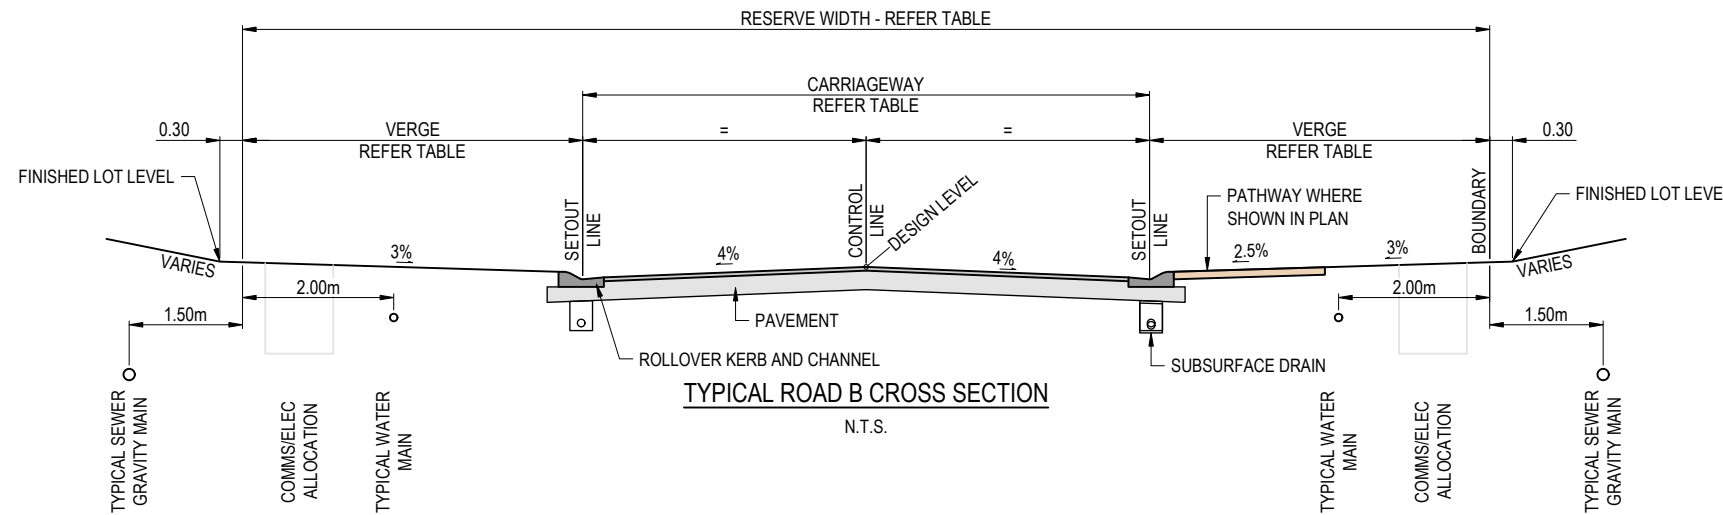 RESERVE WIDTH - REFER TABLE
CARRIAGEWAY
REFER TABLE
0.30
VERGE
REFER TABLE
=
=
VERGE
REFER TABLE
0.30
FINISHED LOT LEVEL
SETOUT
LINE
CONTROL
LINE
DESIGN LEVEL
SETOUT
LINE
PATHWAY WHERE
SHOWN IN PLAN
BOUNDARY
FINISHED LOT LEVE
VARIES
3%
4%
4%
2.5%
3%
VARIES
2.00m
2.00m
1.50m
PAVEMENT
1.50m
ROLLOVER KERB AND CHANNEL
SUBSURFACE DRAIN
TYPICAL ROAD B CROSS SECTION
N.T.S.
TYPICAL SEWER
GRAVITY MAIN
COMMS/ELEC
ALLOCATION
TYPICAL WATER
MAIN
TYPICAL WATER
MAIN
COMMS/ELEC
ALLOCATION
TYPICAL SEWER
GRAVITY MAIN